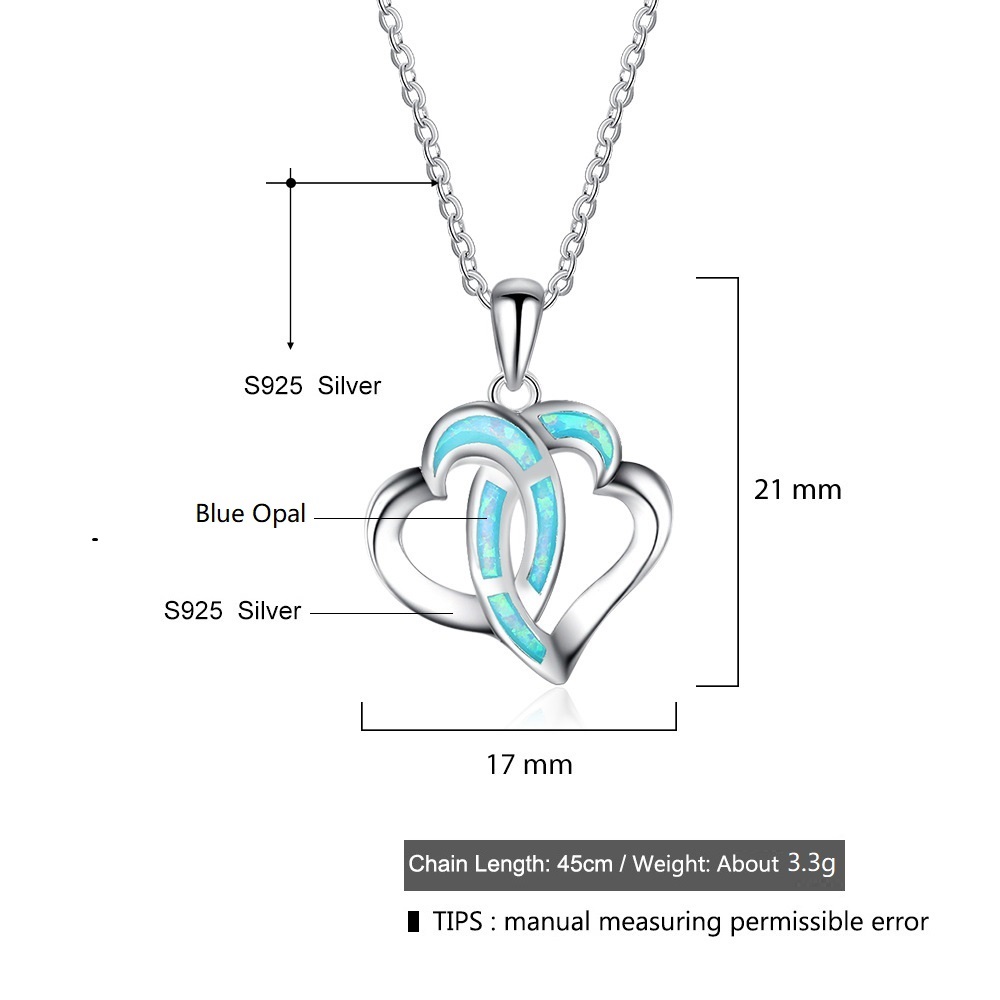 S925 Silver
21 mm
Blue Opal
S925 Silver
17 mm
Chain Length: 45cm / Weight: About 3.3g
TIPS : manual measuring permissible error